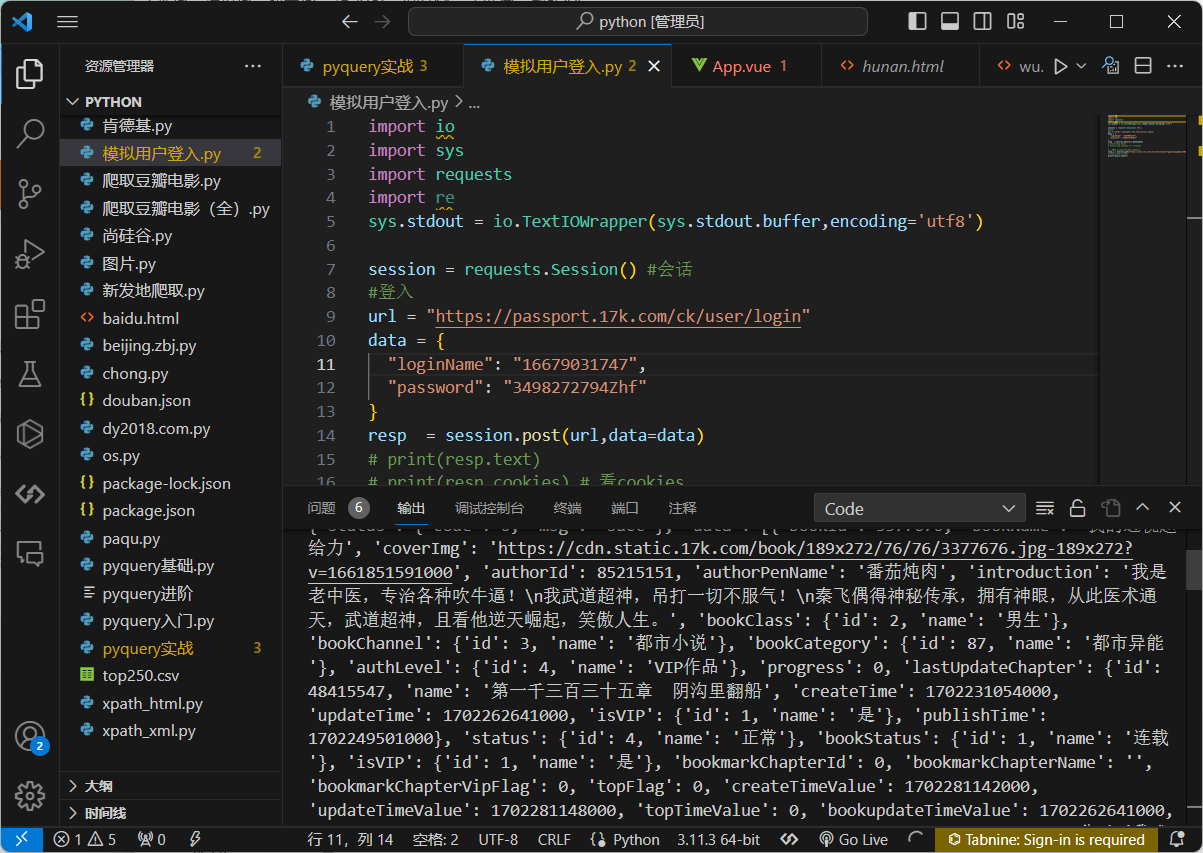 python [管理员]
资源管理器
PYTHON
肯德基.py
模拟用户登入.py 2
爬取豆瓣电影.py
爬取豆瓣电影（全）.py
尚硅谷.py
图片.py
新发地爬取.py
baidu.html
beijing.zbj.py
chong.py
douban.json
dy2018.com.py
os.py
package-lock.json
package.json
paqu.py
pyquery基础.py
pyquery进阶
pyquery入门.py
pyquery实战 3
top250.csv
xpath_html.py
xpath_xml.py
大纲
时间线
2
pyquery实战 3
模拟用户登入.py 2
App.vue 1
hunan.html
wu.
模拟用户登入.py > ...
1 import io
2 import sys
3 import requests
4 import re
5 sys.stdout = io.TextIOWrapper(sys.stdout.buffer,encoding='utf8')
6
7 session = requests.Session() #会话
8 #登入
9 url = "https://passport.17k.com/ck/user/login"
10 data = {
11 "loginName": "16679031747",
12 "password": "3498272794Zhf"
13 }
14 resp  = session.post(url,data=data)
15 # print(resp.text)
16 # print(resp.cookies) # 看cookies
问题 6 输出 调试控制台 终端 端口 注释
Code
给力', 'coverImg': 'https://cdn.static.17k.com/book/189x272/76/76/3377676.jpg-189x272?
v=1661851591000', 'authorId': 85215151, 'authorPenName': '番茄炖肉', 'introduction': '我是
老中医，专治各种吹牛逼！\n我武道超神，吊打一切不服气！\n秦飞偶得神秘传承，拥有神眼，从此医术通
天，武道超神，且看他逆天崛起，笑傲人生。', 'bookClass': {'id': 2, 'name': '男生'},
'bookChannel': {'id': 3, 'name': '都市小说'}, 'bookCategory': {'id': 87, 'name': '都市异能
'}, 'authLevel': {'id': 4, 'name': 'VIP作品'}, 'progress': 0, 'lastUpdateChapter': {'id':
48415547, 'name': '第一千三百三十五章　阴沟里翻船', 'createTime': 1702231054000,
'updateTime': 1702262641000, 'isVIP': {'id': 1, 'name': '是'}, 'publishTime':
1702249501000}, 'status': {'id': 4, 'name': '正常'}, 'bookStatus': {'id': 1, 'name': '连载
'}, 'isVIP': {'id': 1, 'name': '是'}, 'bookmarkChapterId': 0, 'bookmarkChapterName': '',
'bookmarkChapterVipFlag': 0, 'topFlag': 0, 'createTimeValue': 1702281142000,
'updateTimeValue': 1702281148000, 'topTimeValue': 0, 'bookupdateTimeValue': 1702262641000,
1 5 0 行 11，列 14 空格: 2 UTF-8 CRLF {} Python 3.11.3 64-bit Go Live Tabnine: Sign-in is required